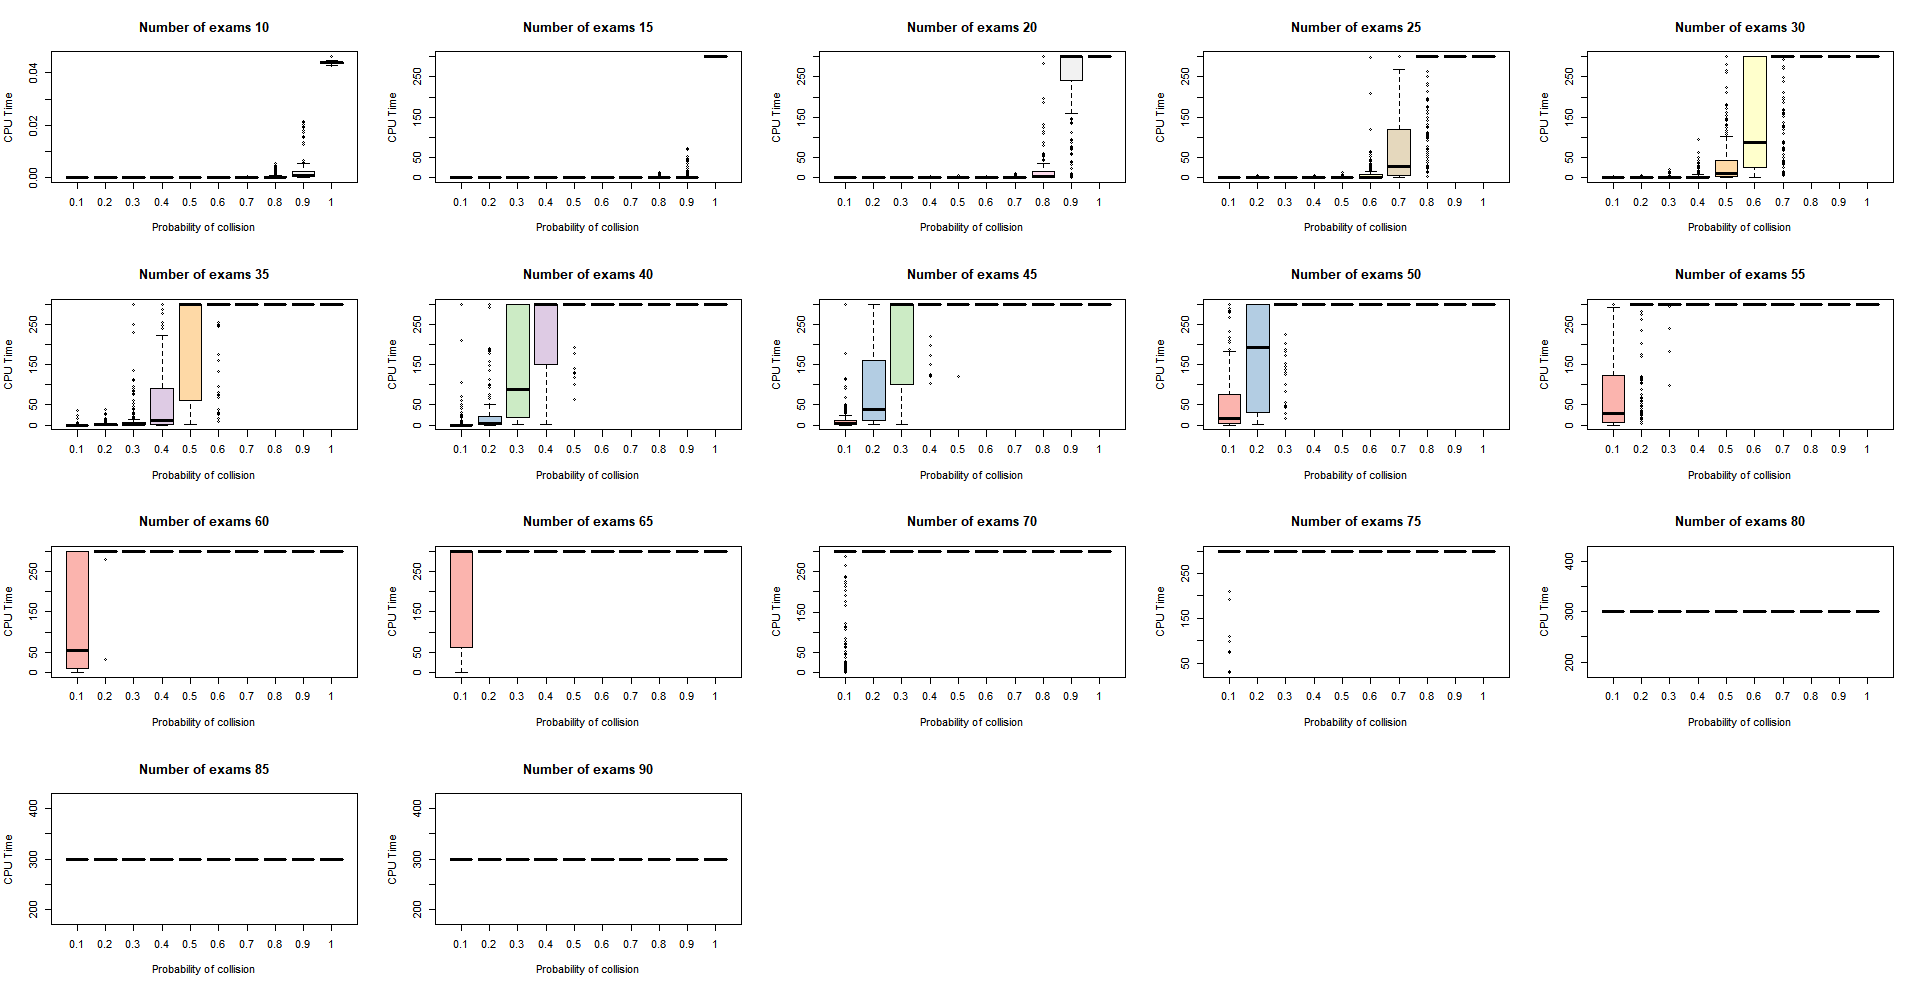 Number of exams 10
CPU Time
0.04
0.02
0.00
0.1 0.2 0.3 0.4 0.5 0.6 0.7 0.8 0.9 1
Probability of collision
Number of exams 15
CPU Time
250
150
50
0
0.1 0.2 0.3 0.4 0.5 0.6 0.7 0.8 0.9 1
Probability of collision
Number of exams 20
CPU Time
250
150
50
0
0.1 0.2 0.3 0.4 0.5 0.6 0.7 0.8 0.9 1
Probability of collision
Number of exams 25
CPU Time
250
150
50
0
0.1 0.2 0.3 0.4 0.5 0.6 0.7 0.8 0.9 1
Probability of collision
Number of exams 30
CPU Time
250
150
50
0
0.1 0.2 0.3 0.4 0.5 0.6 0.7 0.8 0.9 1
Probability of collision
Number of exams 35
CPU Time
250
150
50
0
0.1 0.2 0.3 0.4 0.5 0.6 0.7 0.8 0.9 1
Probability of collision
Number of exams 40
CPU Time
250
150
50
0
0.1 0.2 0.3 0.4 0.5 0.6 0.7 0.8 0.9 1
Probability of collision
Number of exams 45
CPU Time
250
150
50
0
0.1 0.2 0.3 0.4 0.5 0.6 0.7 0.8 0.9 1
Probability of collision
Number of exams 50
CPU Time
250
150
50
0
0.1 0.2 0.3 0.4 0.5 0.6 0.7 0.8 0.9 1
Probability of collision
Number of exams 55
CPU Time
250
150
50
0
0.1 0.2 0.3 0.4 0.5 0.6 0.7 0.8 0.9 1
Probability of collision
Number of exams 60
CPU Time
250
150
50
0
0.1 0.2 0.3 0.4 0.5 0.6 0.7 0.8 0.9 1
Probability of collision
Number of exams 65
CPU Time
250
150
50
0
0.1 0.2 0.3 0.4 0.5 0.6 0.7 0.8 0.9 1
Probability of collision
Number of exams 70
CPU Time
250
150
50
0
0.1 0.2 0.3 0.4 0.5 0.6 0.7 0.8 0.9 1
Probability of collision
Number of exams 75
CPU Time
250
150
50
0.1 0.2 0.3 0.4 0.5 0.6 0.7 0.8 0.9 1
Probability of collision
Number of exams 80
CPU Time
400
300
200
0.1 0.2 0.3 0.4 0.5 0.6 0.7 0.8 0.9 1
Probability of collision
Number of exams 85
CPU Time
400
300
200
0.1 0.2 0.3 0.4 0.5 0.6 0.7 0.8 0.9 1
Probability of collision
Number of exams 90
CPU Time
400
300
200
0.1 0.2 0.3 0.4 0.5 0.6 0.7 0.8 0.9 1
Probability of collision